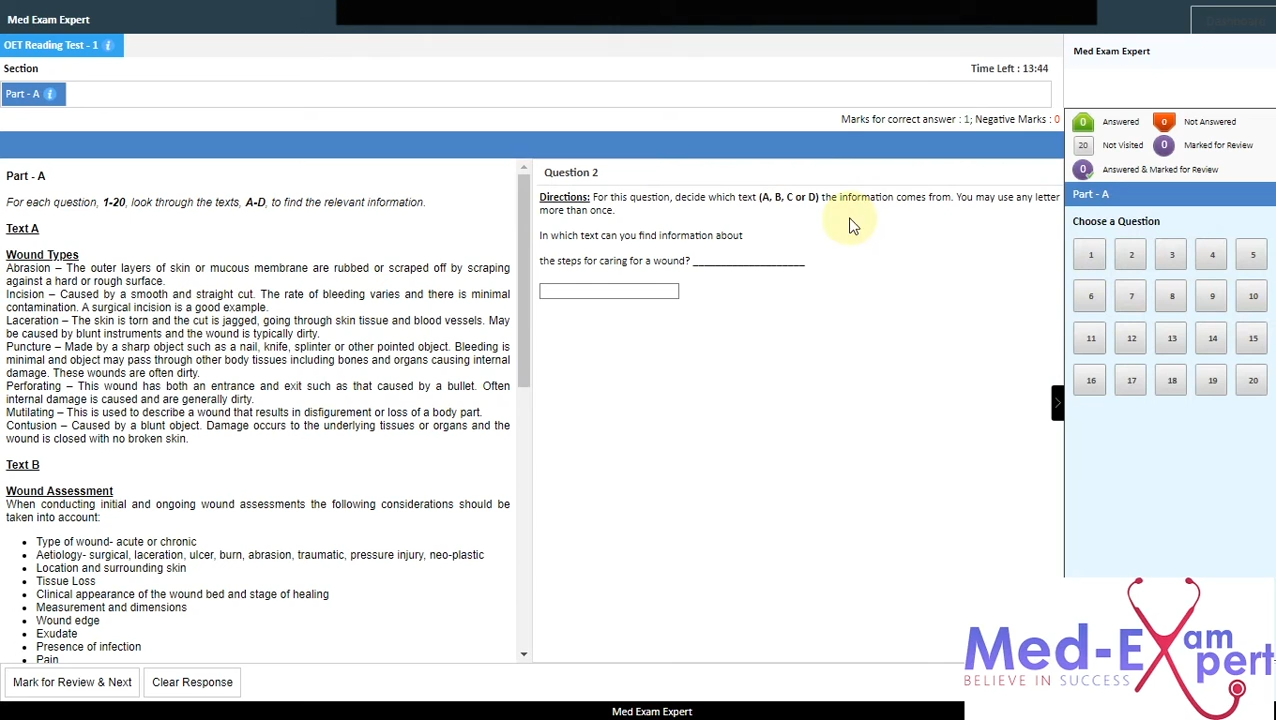 Med Exam Expert
Dashboard
OET Reading Test - 1 i
Med Exam Expert
Section
Time Left : 13:44
Part - A i
Marks for correct answer : 1; Negative Marks : 0
0 Answered 0 Not Answered
20 Not Visited 0 Marked for Review
0 Answered & Marked for Review
Part - A
Choose a Question
1 2 3 4 5
6 7 8 9 10
11 12 13 14 15
16 17 18 19 20
Part - A
For each question, 1-20, look through the texts, A-D, to find the relevant information.
Text A
Wound Types
Abrasion – The outer layers of skin or mucous membrane are rubbed or scraped off by scraping
against a hard or rough surface.
Incision – Caused by a smooth and straight cut. The rate of bleeding varies and there is minimal
contamination. A surgical incision is a good example.
Laceration – The skin is torn and the cut is jagged, going through skin tissue and blood vessels. May
be caused by blunt instruments and the wound is typically dirty.
Puncture – Made by a sharp object such as a nail, knife, splinter or other pointed object. Bleeding is
minimal and object may pass through other body tissues including bones and organs causing internal
damage. These wounds are often dirty.
Perforating – This wound has both an entrance and exit such as that caused by a bullet. Often
internal damage is caused and are generally dirty.
Mutilating – This is used to describe a wound that results in disfigurement or loss of a body part.
Contusion – Caused by a blunt object. Damage occurs to the underlying tissues or organs and the
wound is closed with no broken skin.
Text B
Wound Assessment
When conducting initial and ongoing wound assessments the following considerations should be
taken into account:
• Type of wound- acute or chronic
• Aetiology- surgical, laceration, ulcer, burn, abrasion, traumatic, pressure injury, neo-plastic
• Location and surrounding skin
• Tissue Loss
• Clinical appearance of the wound bed and stage of healing
• Measurement and dimensions
• Wound edge
• Exudate
• Presence of infection
• Pain
Question 2
Directions: For this question, decide which text (A, B, C or D) the information comes from. You may use any letter
more than once.
In which text can you find information about
the steps for caring for a wound? ____________________
Mark for Review & Next
Clear Response
Med-Exam Expert
BELIEVE IN SUCCESS
Med Exam Expert